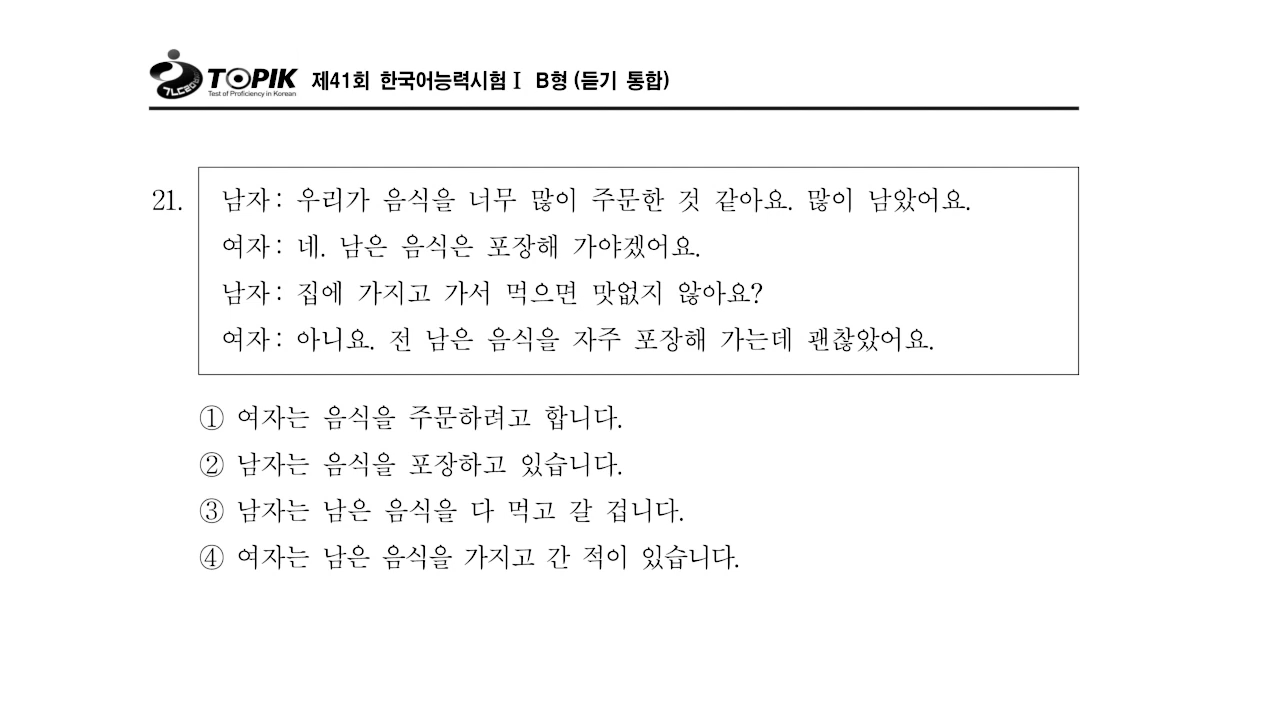 TOPIK
Test of Proficiency in Korean
제41회 한국어능력시험 I B형 (듣기 통합)
21.
남자 : 우리가 음식을 너무 많이 주문한 것 같아요. 많이 남았어요.
여자 : 네. 남은 음식은 포장해 가야겠어요.
남자 : 집에 가지고 가서 먹으면 맛없지 않아요?
여자 : 아니요. 전 남은 음식을 자주 포장해 가는데 괜찮았어요.
① 여자는 음식을 주문하려고 합니다.
② 남자는 음식을 포장하고 있습니다.
③ 남자는 남은 음식을 다 먹고 갈 겁니다.
④ 여자는 남은 음식을 가지고 간 적이 있습니다.